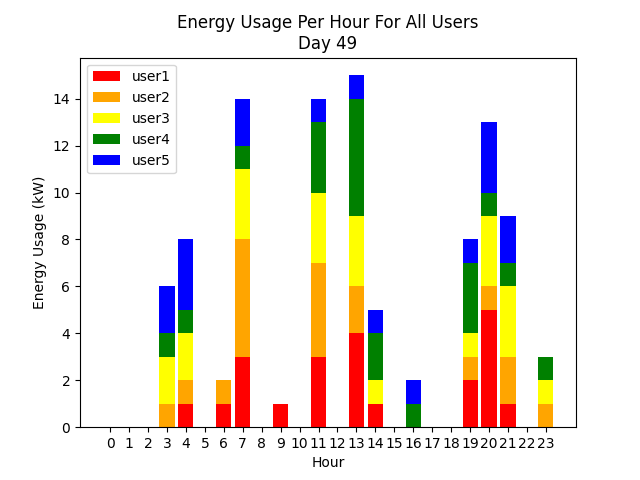 Energy Usage Per Hour For All Users
Day 49
user1
user2
user3
user4
user5
14
12
10
8
6
4
2
0
Energy Usage (kW)
0 1 2 3 4 5 6 7 8 9 10 11 12 13 14 15 16 17 18 19 20 21 22 23
Hour